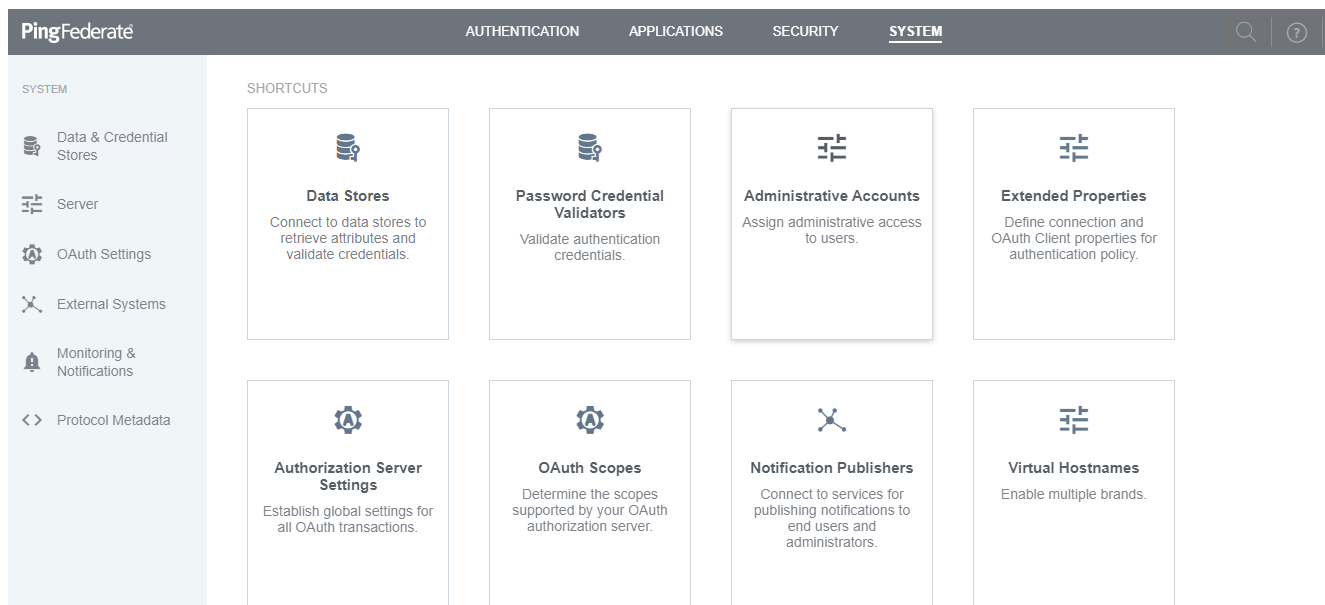 PingFederate
AUTHENTICATION
APPLICATIONS
SECURITY
SYSTEM
?
SYSTEM
Data & Credential
Stores
Server
OAuth Settings
External Systems
Monitoring &
Notifications
Protocol Metadata
SHORTCUTS
Data Stores
Connect to data stores to
retrieve attributes and
validate credentials.
Password Credential
Validators
Validate authentication
credentials.
Administrative Accounts
Assign administrative access
to users.
Extended Properties
Define connection and
OAuth Client properties for
authentication policy.
Authorization Server
Settings
Establish global settings for
all OAuth transactions.
OAuth Scopes
Determine the scopes
supported by your OAuth
authorization server.
Notification Publishers
Connect to services for
publishing notifications to
end users and
administrators.
Virtual Hostnames
Enable multiple brands.